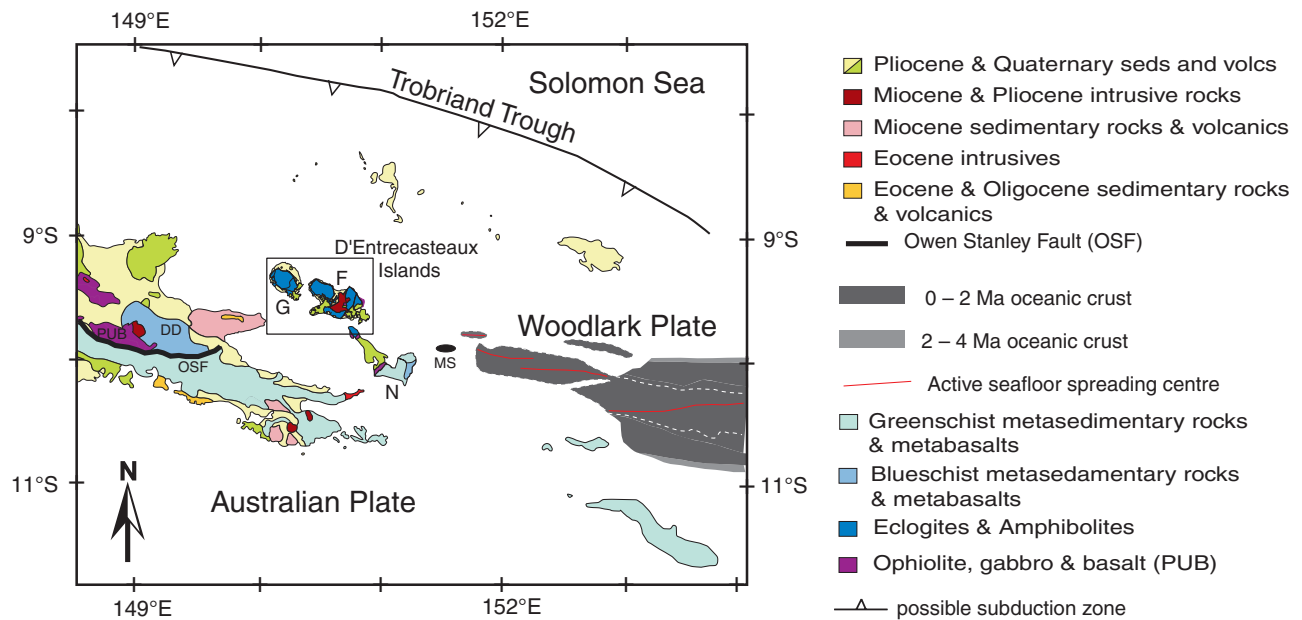 149°E
152°E
Solomon Sea
Trobriand Trough
9°S
9°S
D'Entrecasteaux
Islands
F
G
Woodlark Plate
PUB
DD
OSF
MS
N
N
Australian Plate
11°S
11°S
149°E
152°E
Pliocene & Quaternary seds and volcs
Miocene & Pliocene intrusive rocks
Miocene sedimentary rocks & volcanics
Eocene intrusives
Eocene & Oligocene sedimentary rocks
& volcanics
Owen Stanley Fault (OSF)
0 – 2 Ma oceanic crust
2 – 4 Ma oceanic crust
Active seafloor spreading centre
Greenschist metasedimentary rocks
& metabasalts
Blueschist metasedamentary rocks
& metabasalts
Eclogites & Amphibolites
Ophiolite, gabbro & basalt (PUB)
possible subduction zone